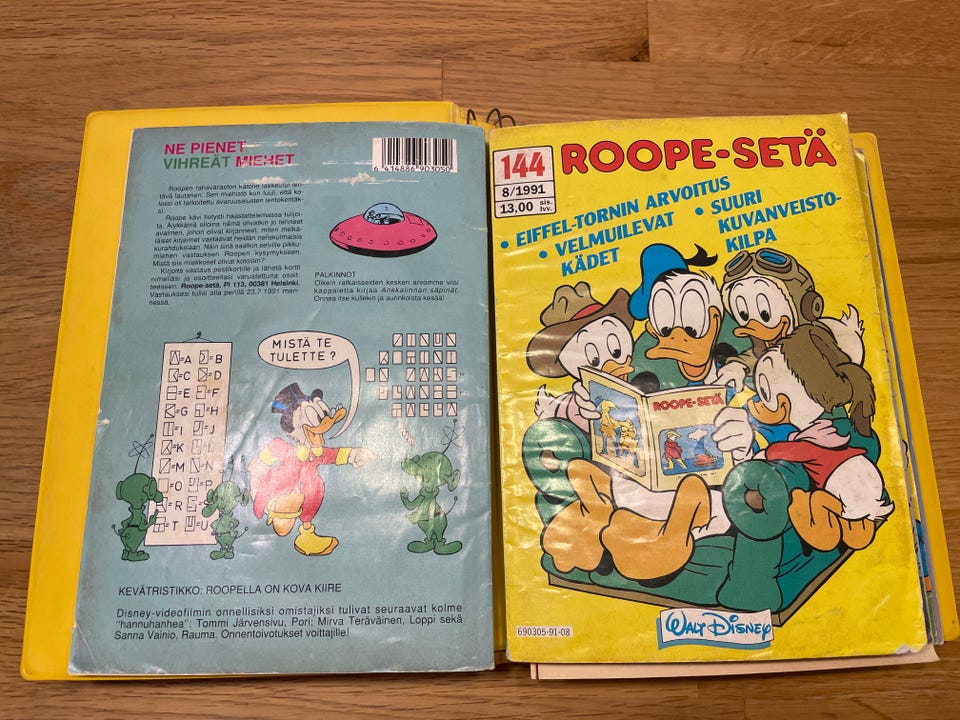 NE PIENET
VIHREÄT MIEHET
6 414886 903050
Roopen rahavaraston katolle laskeutui len-
tävä lautanen. Sen miehistö kun luuli, että ko-
lossi oli tarkoitettu avaruusalusten lentokentäk-
si.
Roope kävi tietysti haastattelemassa tulijoi-
ta. Älykkäinä olioina nämä olivatkin jo tehneet
avaimen, johon olivat kirjanneet, miten meikä-
läiset kirjaimet vastaavat heidän neliskulmaisia
kurahduksiaan. Näin sinä saatkin selville pikku-
miehen vastauksen Roopen kysymykseen.
Mistä siis miekkoset olivat kotoisin?
Kirjoita vastaus postikortille ja lähetä kortti
nimelläsi ja osoitteellasi varustettuna osoit-
teeseen: Roope-setä, Pl 113, 00381 Helsinki.
Vastauksesi tulisi olla perillä 23.7.1991 men-
nessä.
PALKINNOT
Oikein ratkaisseiden kesken arvomme viisi
kappaletta kirjaa Ankkalinnan säpinät.
Onnea itse kullekin ja aurinkoista kesää!
MISTÄ TE
TULETTE?
=A =B
=C =D
=E =F
=G =H
=I =J
=K
=M =N
=O =P
=R
=T =U
KEVÄTRISTIKKO: ROOPELLA ON KOVA KIIRE
Disney-videofilmin onnellisiksi omistajiksi tulivat seuraavat kolme
"hannuhanhea": Tommi Järvensivu, Pori; Mirva Teräväinen, Loppi sekä
Sanna Vainio, Rauma. Onnentoivotukset voittajille!
144
8/1991
13,00 sis. lvv.
ROOPE-SETÄ
• EIFFEL-TORNIN ARVOITUS
• VELMUILEVAT
KÄDET
• SUURI
KUVANVEISTO-
KILPA
ROOPE-SETÄ
690305-91-08
WALT DISNEY